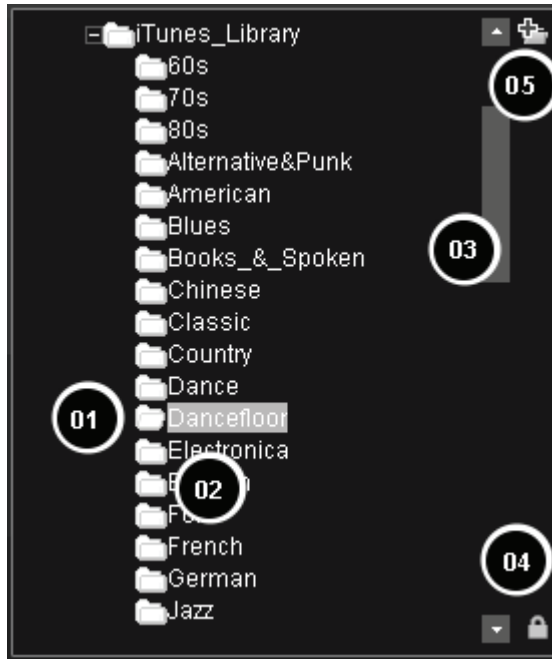 iTunes_Library
05
60s
70s
80s
Alternative&Punk
American
Blues
03
Books_&_Spoken
Chinese
Classic
Country
Dance
01
Dancefloor
Electronica
02
French
04
German
Jazz